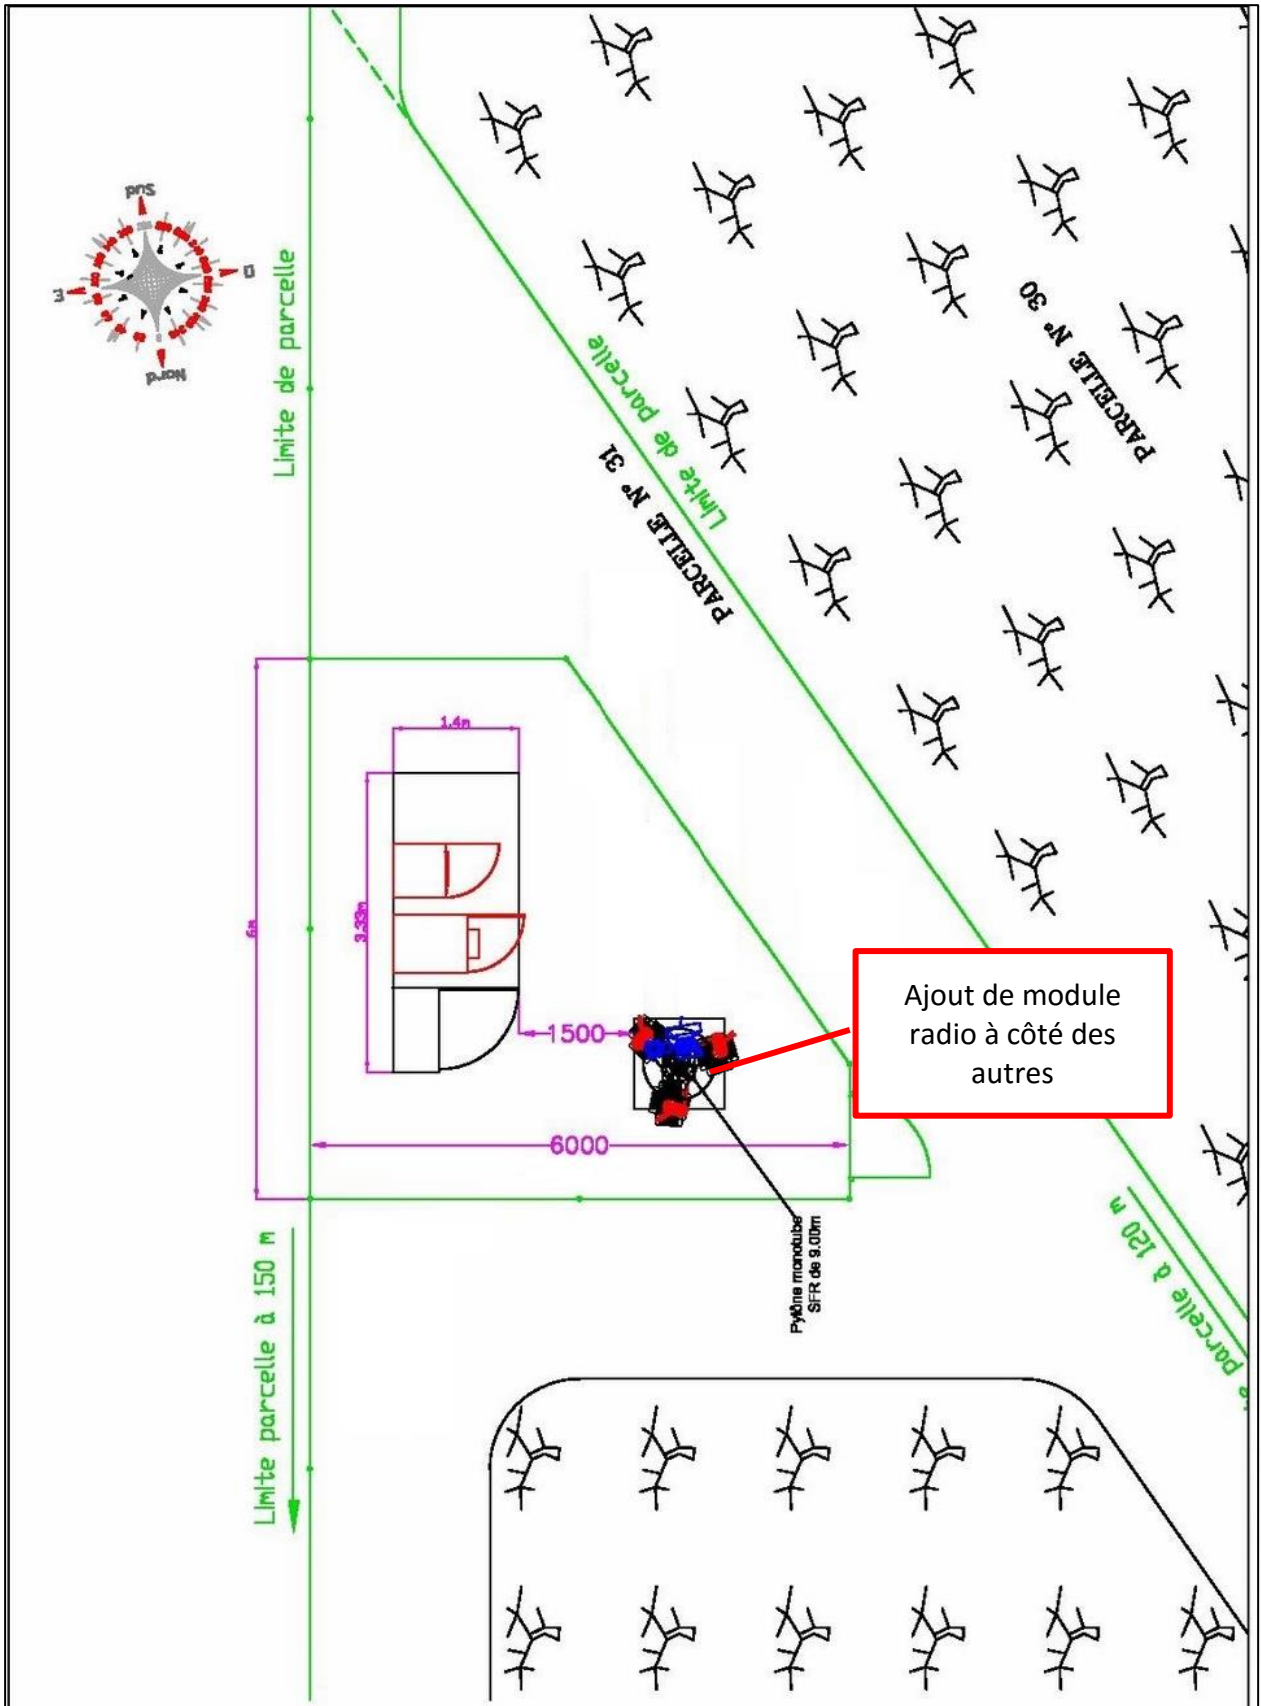 Sud
E
O
Nord
Limite de parcelle
Limite de parcelle
PARCELLE N° 31
PARCELLE N° 30
1.4m
6m
3.33m
1500
6000
Ajout de module
radio à côté des
autres
Pylône monotube
SFR de 9.00m
Limite parcelle à 150 m
parcelle à 120 m